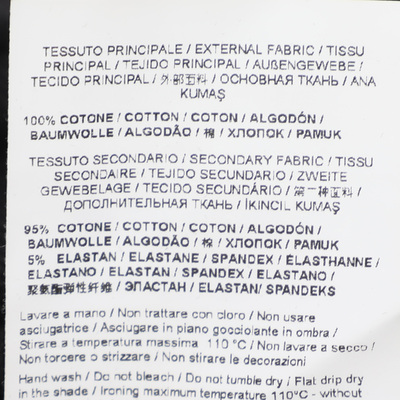 TESSUTO PRINCIPALE / EXTERNAL FABRIC / TISSU
PRINCIPAL / TEJIDO PRINCIPAL / AUßENGEWEBE /
TECIDO PRINCIPAL / 外部面料 / ОСНОВНАЯ ТКАНЬ / ANA
KUMAŞ
100% COTONE / COTTON / COTON / ALGODÓN /
BAUMWOLLE / ALGODÃO / 棉 / ХЛОПОК / PAMUK
TESSUTO SECONDARIO / SECONDARY FABRIC / TISSU
SECONDAIRE / TEJIDO SECUNDARIO / ZWEITE
GEWEBELAGE / TECIDO SECUNDÁRIO / 第二种面料 /
ДОПОЛНИТЕЛЬНАЯ ТКАНЬ / İKINCIL KUMAŞ
95% COTONE / COTTON / COTON / ALGODÓN /
BAUMWOLLE / ALGODÃO / 棉 / ХЛОПОК / PAMUK
5% ELASTAN / ELASTANE / SPANDEX / ÉLASTHANNE /
ELASTANO / ELASTAN / SPANDEX / ELASTANO /
聚氨酯弹性纤维 / ЭЛАСТАН / ELASTAN/ SPANDEKS
Lavare a mano / Non trattare con cloro / Non usare
asciugatrice / Asciugare in piano gocciolante in ombra /
Stirare a temperatura massima 110 °C / Non lavare a secco /
Non torcere o strizzare / Non stirare le decorazioni
Hand wash / Do not bleach / Do not tumble dry / Flat drip dry
in the shade / Ironing maximum temperature 110°C - without